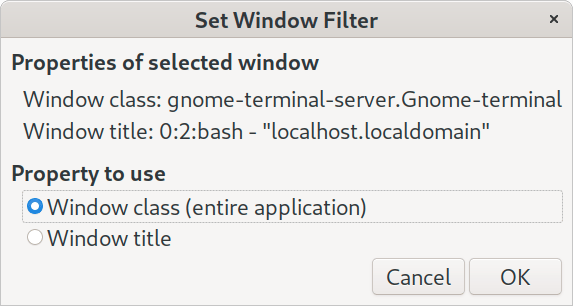 Set Window Filter
Properties of selected window
Window class: gnome-terminal-server.Gnome-terminal
Window title: 0:2:bash - "localhost.localdomain"
Property to use
Window class (entire application)
Window title
Cancel OK